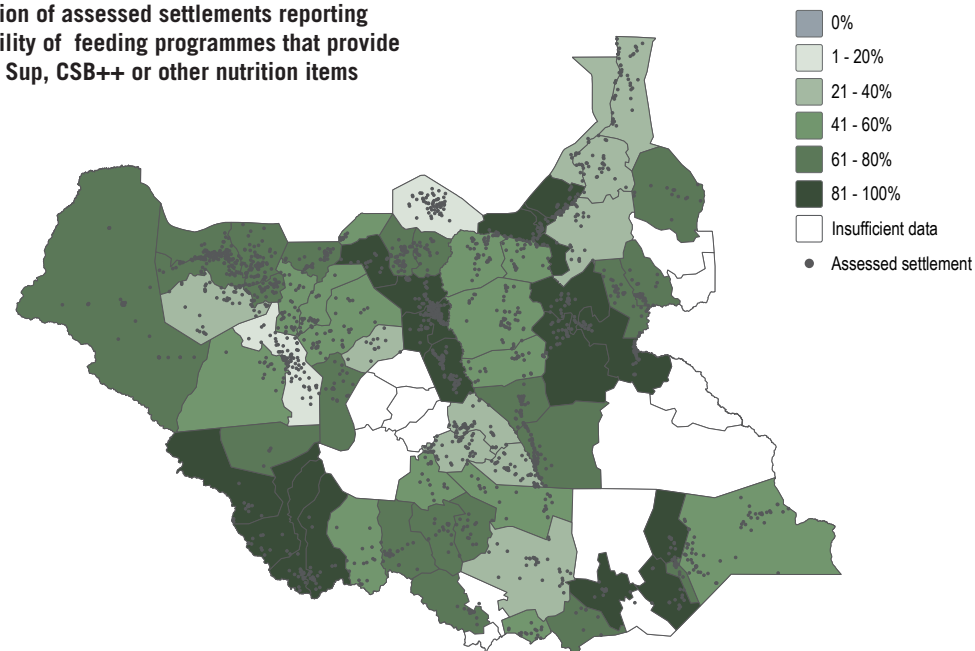 ion of assessed settlements reporting
ility of feeding programmes that provide
Sup, CSB++ or other nutrition items
0%
1 - 20%
21 - 40%
41 - 60%
61 - 80%
81 - 100%
Insufficient data
Assessed settlement